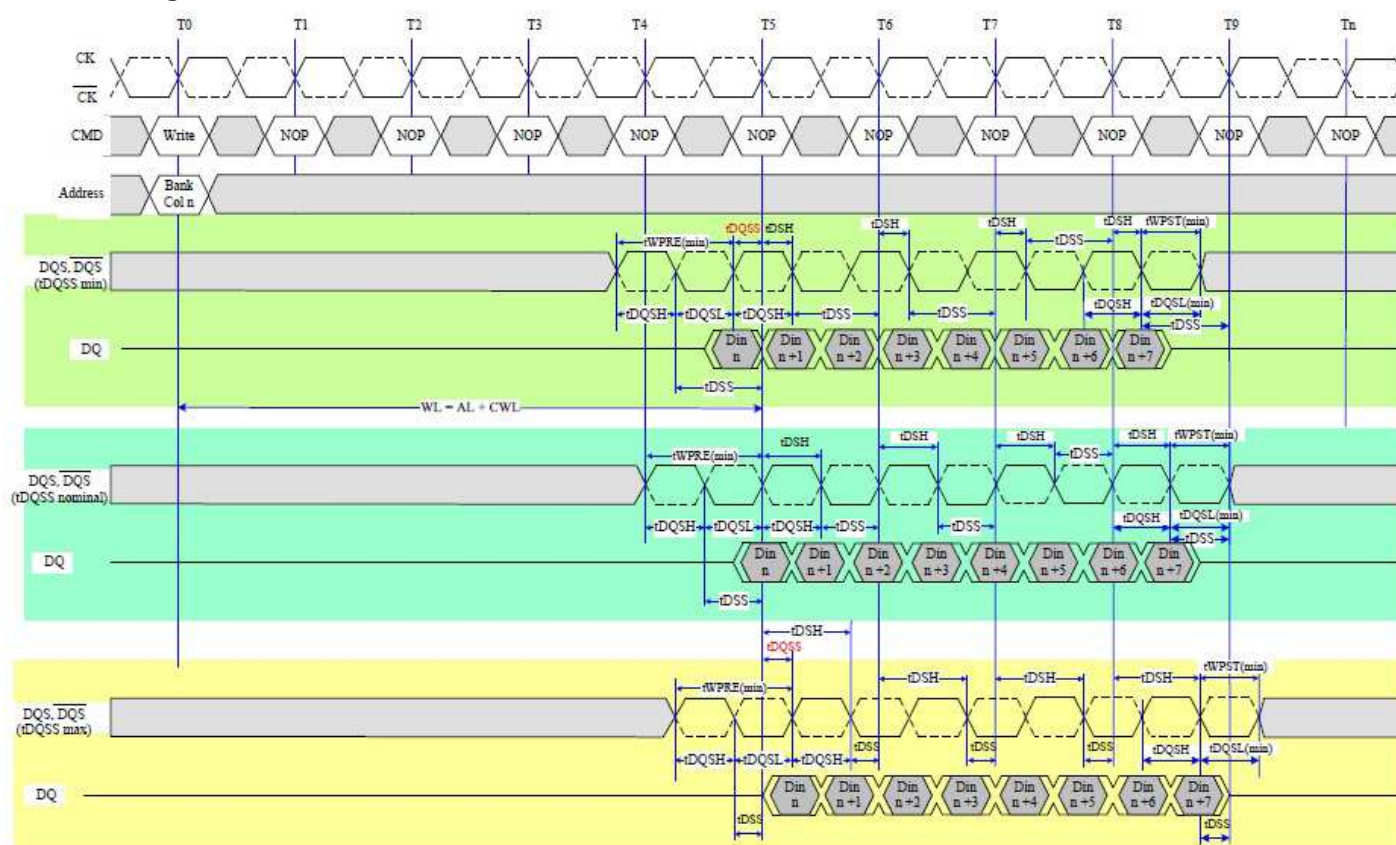 T0 T1 T2 T3 T4 T5 T6 T7 T8 T9 Tn
CK
CK
CMD Write NOP NOP NOP NOP NOP NOP NOP NOP NOP NOP
Address Bank
Col n
tDQSS tDSH tDSH tDSH tDSH tWPST(min)
tWPRE(min) tDSS
DQS, DQS
(tDQSS min)
tDQSH tDQSL tDQSH tDSS tDSS tDQSH tDQSL(min)
tDSS
DQ Din Din Din Din Din Din Din Din
n n +1 n +2 n +3 n +4 n +5 n +6 n +7
tDSS
WL = AL + CWL
tDSH tDSH tDSH tDSH tWPST(min)
tWPRE(min) tDSS
DQS, DQS
(tDQSS nominal)
tDQSH tDQSL tDQSH tDSS tDSS tDQSH tDQSL(min)
tDSS
DQ Din Din Din Din Din Din Din Din
n n +1 n +2 n +3 n +4 n +5 n +6 n +7
tDSS
tDSH
tDQSS
tWPRE(min) tDSH tDSH tDSH tWPST(min)
DQS, DQS
(tDQSS max)
tDQSH tDQSL tDQSH tDSS tDSS tDSS tDQSH tDQSL(min)
DQ Din Din Din Din Din Din Din Din
n n +1 n +2 n +3 n +4 n +5 n +6 n +7
tDSS tDSS